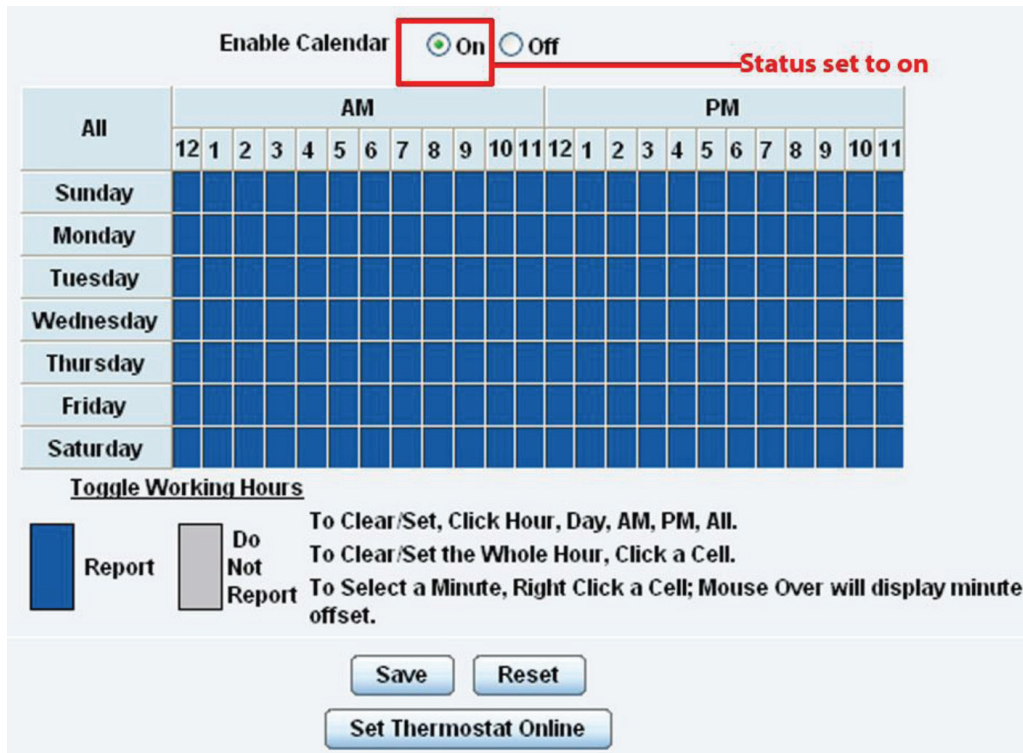 Enable Calendar On Off
Status set to on
All AM PM
12 1 2 3 4 5 6 7 8 9 10 11 12 1 2 3 4 5 6 7 8 9 10 11
Sunday
Monday
Tuesday
Wednesday
Thursday
Friday
Saturday
Toggle Working Hours
Report
Do
Not
Report
To Clear/Set, Click Hour, Day, AM, PM, All.
To Clear/Set the Whole Hour, Click a Cell.
To Select a Minute, Right Click a Cell; Mouse Over will display minute
offset.
Save Reset
Set Thermostat Online